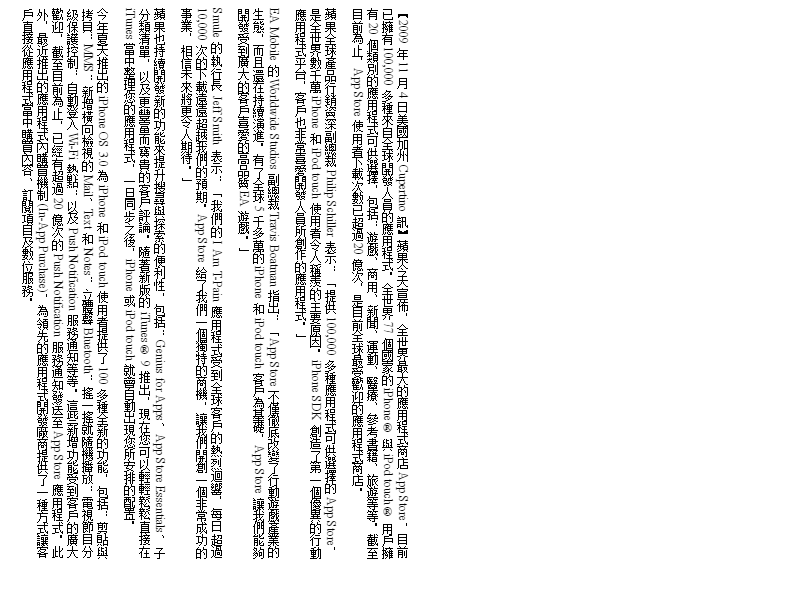 【2009 年 11 月 4 日美國加州 Cupertino 訊】蘋果今天宣佈，全世界最大的應用程式商店 App Store，目前
已擁有 100,000 多種來自全球開發人員的應用程式。全世界 77 個國家的 iPhone® 與 iPod touch® 用戶擁
有 20 個類別的應用程式可供選擇，包括：遊戲、商用、新聞、運動、醫療、參考書籍、旅遊等等。截至
目前為止，App Store 使用者下載次數已超過 20 億次，是目前全球最受歡迎的應用程式商店。
蘋果全球產品行銷資深副總裁 Philip Schiller 表示：「提供 100,000 多種應用程式可供選擇的 App Store，
是全世界數千萬 iPhone 和 iPod touch 使用者令人稱羨的主要原因。iPhone SDK 創造了第一個優異的行動
應用程式平台，客戶也非常喜愛開發人員所創作的應用程式。」
EA Mobile 的 Worldwide Studios 副總裁Travis Boatman 指出：「App Store 不僅徹底改變了行動遊戲產業的
生態，而且還在持續演進。有了全球 5 千多萬的 iPhone 和 iPod touch 客戶為基礎，App Store 讓我們能夠
開發受到廣大的客戶喜愛的高品質 EA 遊戲。」
Smule 的執行長 Jeff Smith 表示：「我們的 I Am T-Pain 應用程式受到全球客戶的熱烈迴響，每日超過
10,000 次的下載遠遠超越我們的預期。App Store 給了我們一個獨特的商機，讓我們開創一個非常成功的
事業，相信未來將更令人期待。」
蘋果也持續開發新的功能來提升搜尋與探索的便利性，包括：Genius for Apps、App Store Essentials、子
分類清單，以及更豐富而寶貴的客戶評論。隨著新版的 iTunes® 9 推出，現在您可以輕輕鬆鬆直接在
iTunes 當中整理您的應用程式，一旦同步之後，iPhone 或 iPod touch 就會自動出現您所安排的配置。
今年夏天推出的 iPhone OS 3.0 為 iPhone 和 iPod touch 使用者提供了 100 多種全新的功能，包括：剪貼與
拷貝；MMS；新增橫向檢視的 Mail、Text 和 Notes；立體聲 Bluetooth；搖一搖就隨機播放；電視節目分
級保護控制；自動登入 Wi-Fi 熱點；以及 Push Notification 服務通知等等。這些新增功能受到客戶的廣大
歡迎，截至目前為止，已經有超過 20 億次的 Push Notification 服務通知發送至 App Store 應用程式。此
外，最近推出的應用程式內購買機制 (In-App Purchase)，為領先的應用程式開發廠商提供了一種方式讓客
戶直接從應用程式當中購買內容、訂閱項目及數位服務。